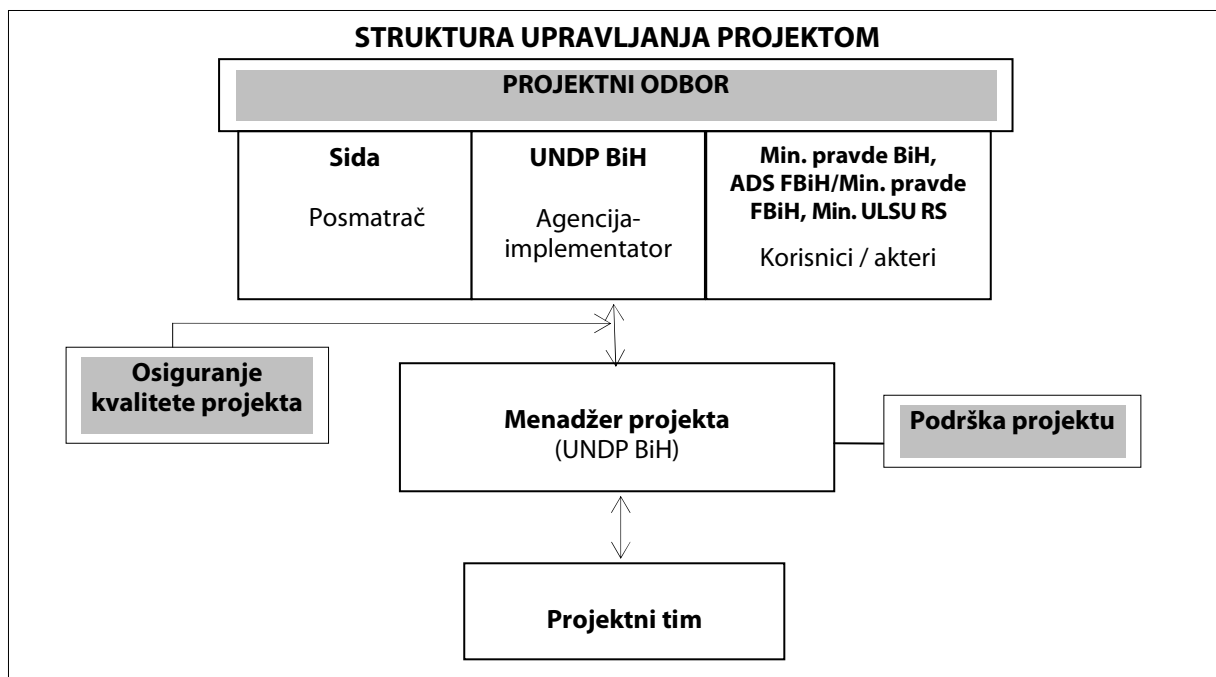 STRUKTURA UPRAVLJANJA PROJEKTOM
PROJEKTNI ODBOR
Sida
Posmatrač
UNDP BiH
Agencija-
implementator
Min. pravde BiH,
ADS FBiH/Min. pravde
FBiH, Min. ULSU RS
Korisnici / akteri
Osiguranje
kvalitete projekta
Menadžer projekta
(UNDP BiH)
Podrška projektu
Projektni tim